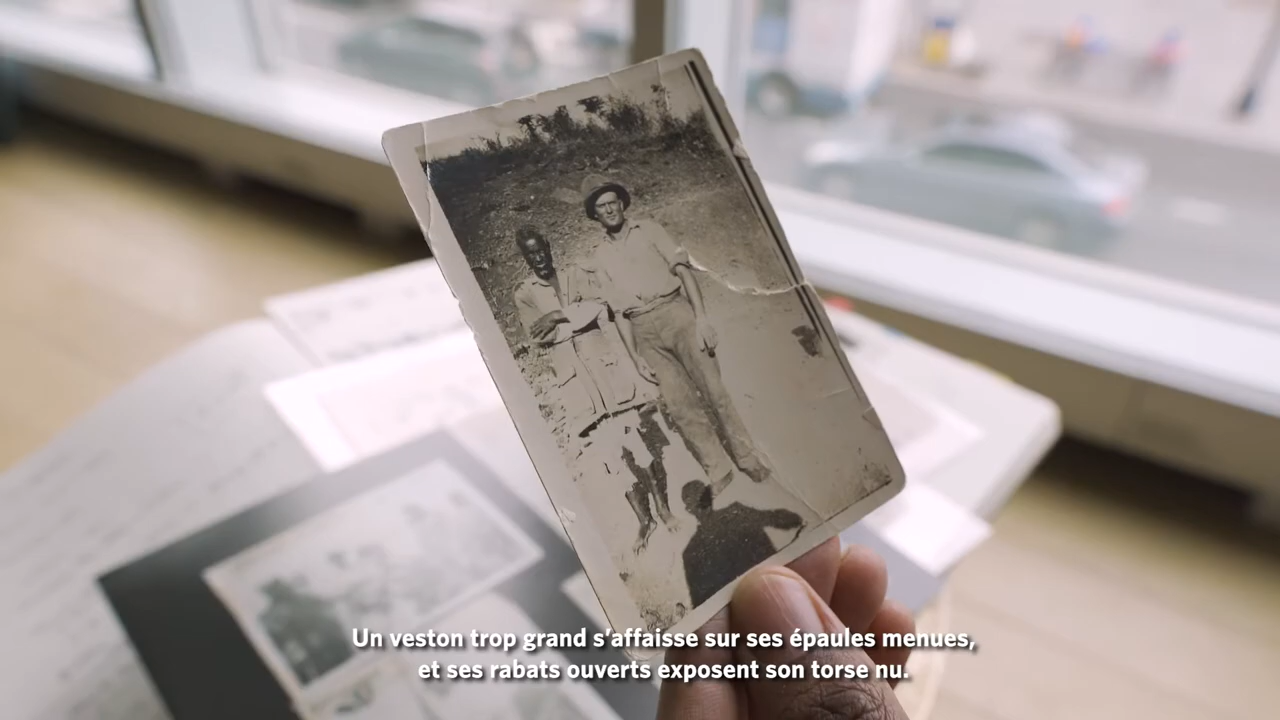 Un veston trop grand s’affaisse sur ses épaules menues,
et ses rabats ouverts exposent son torse nu.